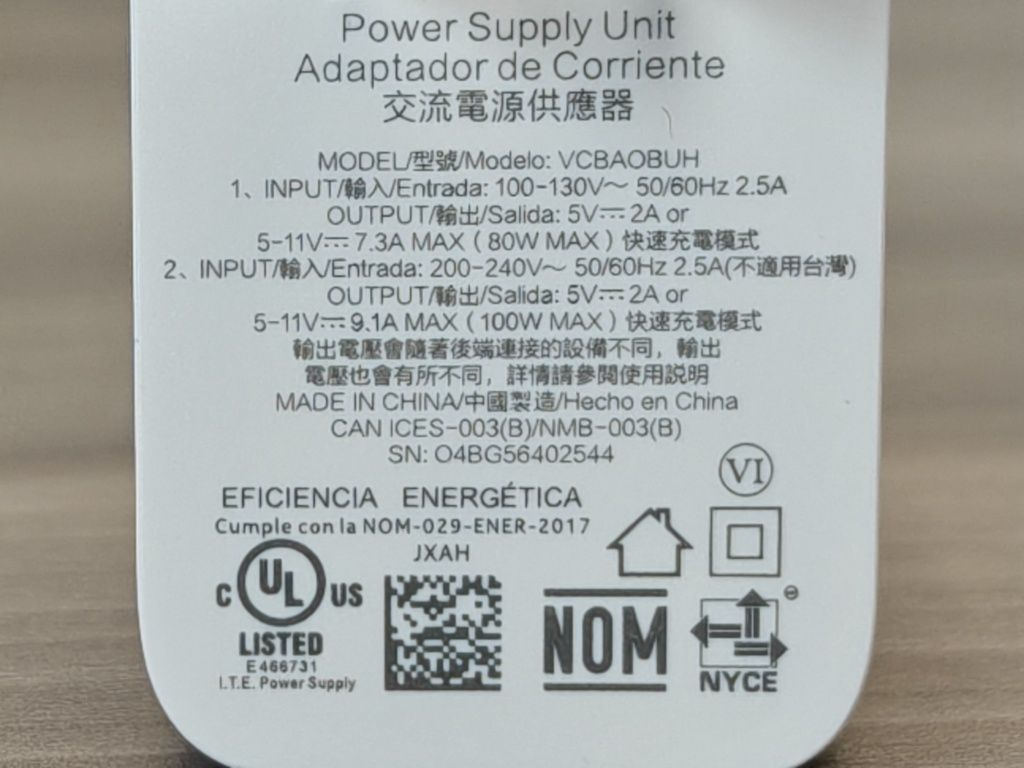 Power Supply Unit
Adaptador de Corriente
交流電源供應器
MODEL/型號/Modelo: VCBAOBUH
1、INPUT/輸入/Entrada: 100-130V～ 50/60Hz 2.5A
OUTPUT/輸出/Salida: 5V⎓2A or
5-11V⎓7.3A MAX（80W MAX）快速充電模式
2、INPUT/輸入/Entrada: 200-240V～ 50/60Hz 2.5A(不適用台灣)
OUTPUT/輸出/Salida: 5V⎓2A or
5-11V⎓9.1A MAX（100W MAX）快速充電模式
輸出電壓會隨著後端連接的設備不同，輸出
電壓也會有所不同，詳情請參閱使用說明
MADE IN CHINA/中國製造/Hecho en China
CAN ICES-003(B)/NMB-003(B)
SN: O4BG56402544
VI
EFICIENCIA ENERGÉTICA
Cumple con la NOM-029-ENER-2017
JXAH
C UL US
LISTED
E466731
I.T.E. Power Supply
NOM
NYCE